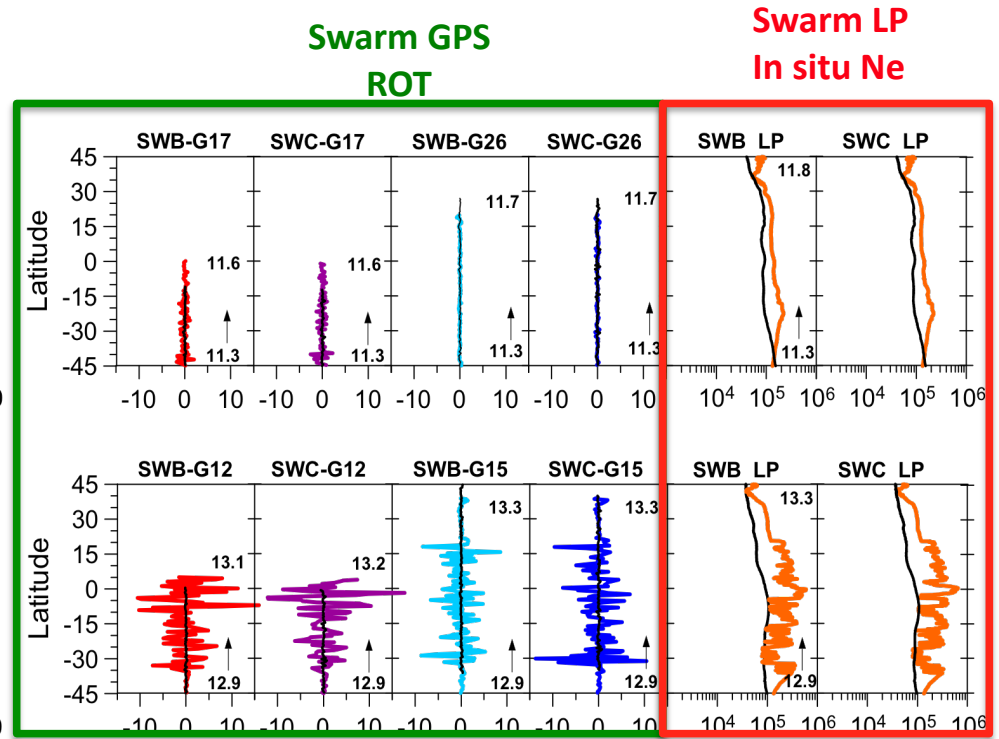 Swarm GPS
ROT
Swarm LP
In situ Ne
SWB-G17 SWC-G17 SWB-G26 SWC-G26 SWB LP SWC LP
Latitude
45
30
15
0
-15
-30
-45
11.6 11.6 11.7 11.7 11.8
11.3 11.3 11.3 11.3 11.3
-10 0 10 -10 0 10 -10 0 10 -10 0 10 10⁴ 10⁵ 10⁶ 10⁴ 10⁵ 10⁶
SWB-G12 SWC-G12 SWB-G15 SWC-G15 SWB LP SWC LP
Latitude
45
30
15
0
-15
-30
-45
13.1 13.2 13.3 13.3 13.3
12.9 12.9 12.9 12.9 12.9
-10 0 10 -10 0 10 -10 0 10 -10 0 10 10⁴ 10⁵ 10⁶ 10⁴ 10⁵ 10⁶